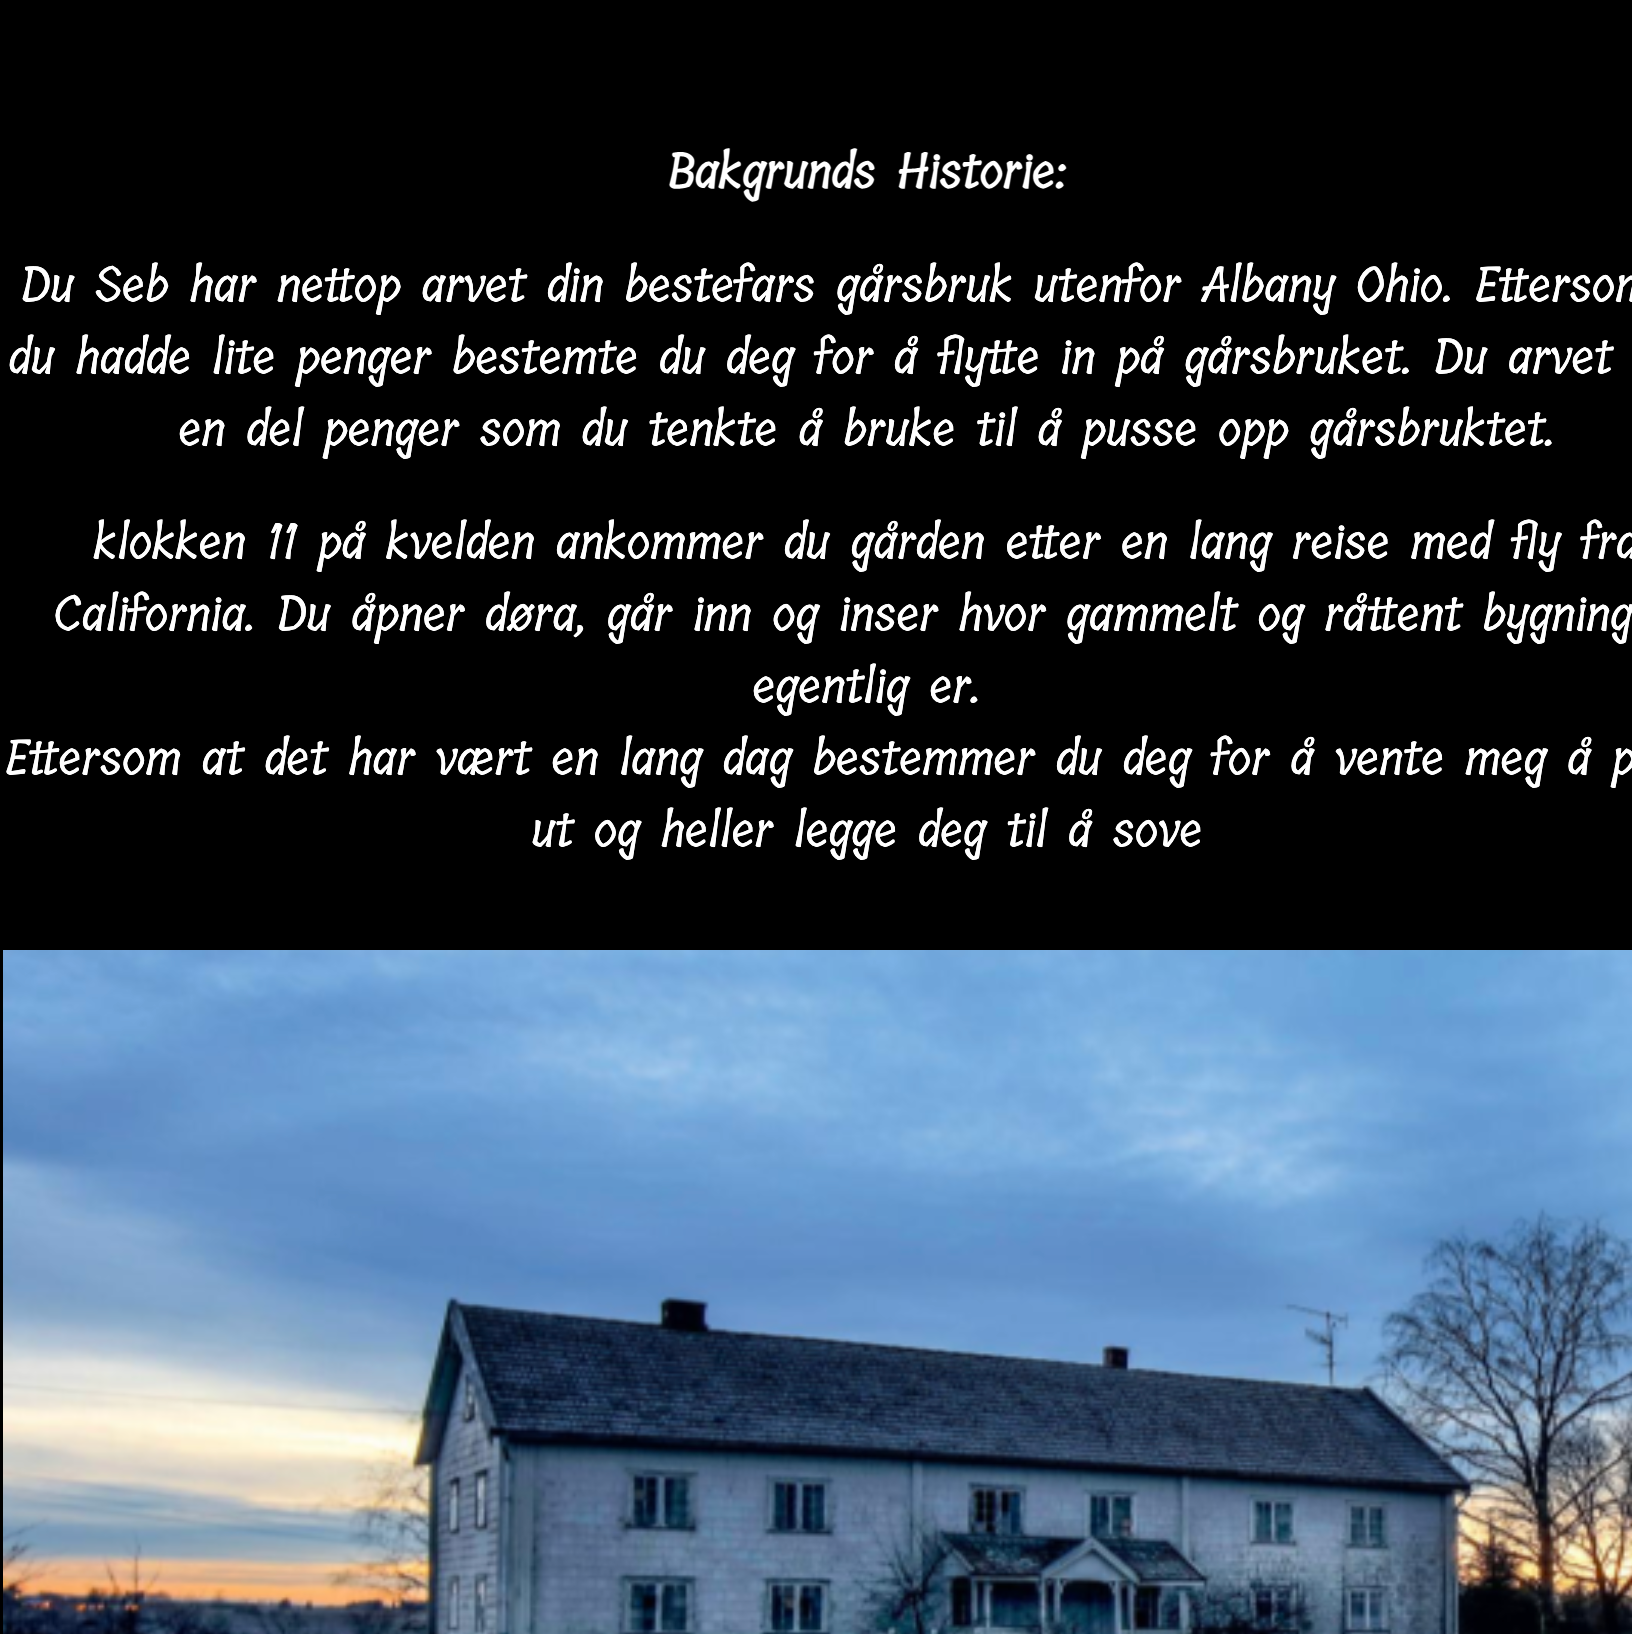 Bakgrunds Historie:
Du Seb har nettop arvet din bestefars gårsbruk utenfor Albany Ohio. Etterson
du hadde lite penger bestemte du deg for å flytte in på gårsbruket. Du arvet
en del penger som du tenkte å bruke til å pusse opp gårsbruktet.
klokken 11 på kvelden ankommer du gården etter en lang reise med fly fra
California. Du åpner døra, går inn og inser hvor gammelt og råttent bygning
egentlig er.
Ettersom at det har vært en lang dag bestemmer du deg for å vente meg å p
ut og heller legge deg til å sove